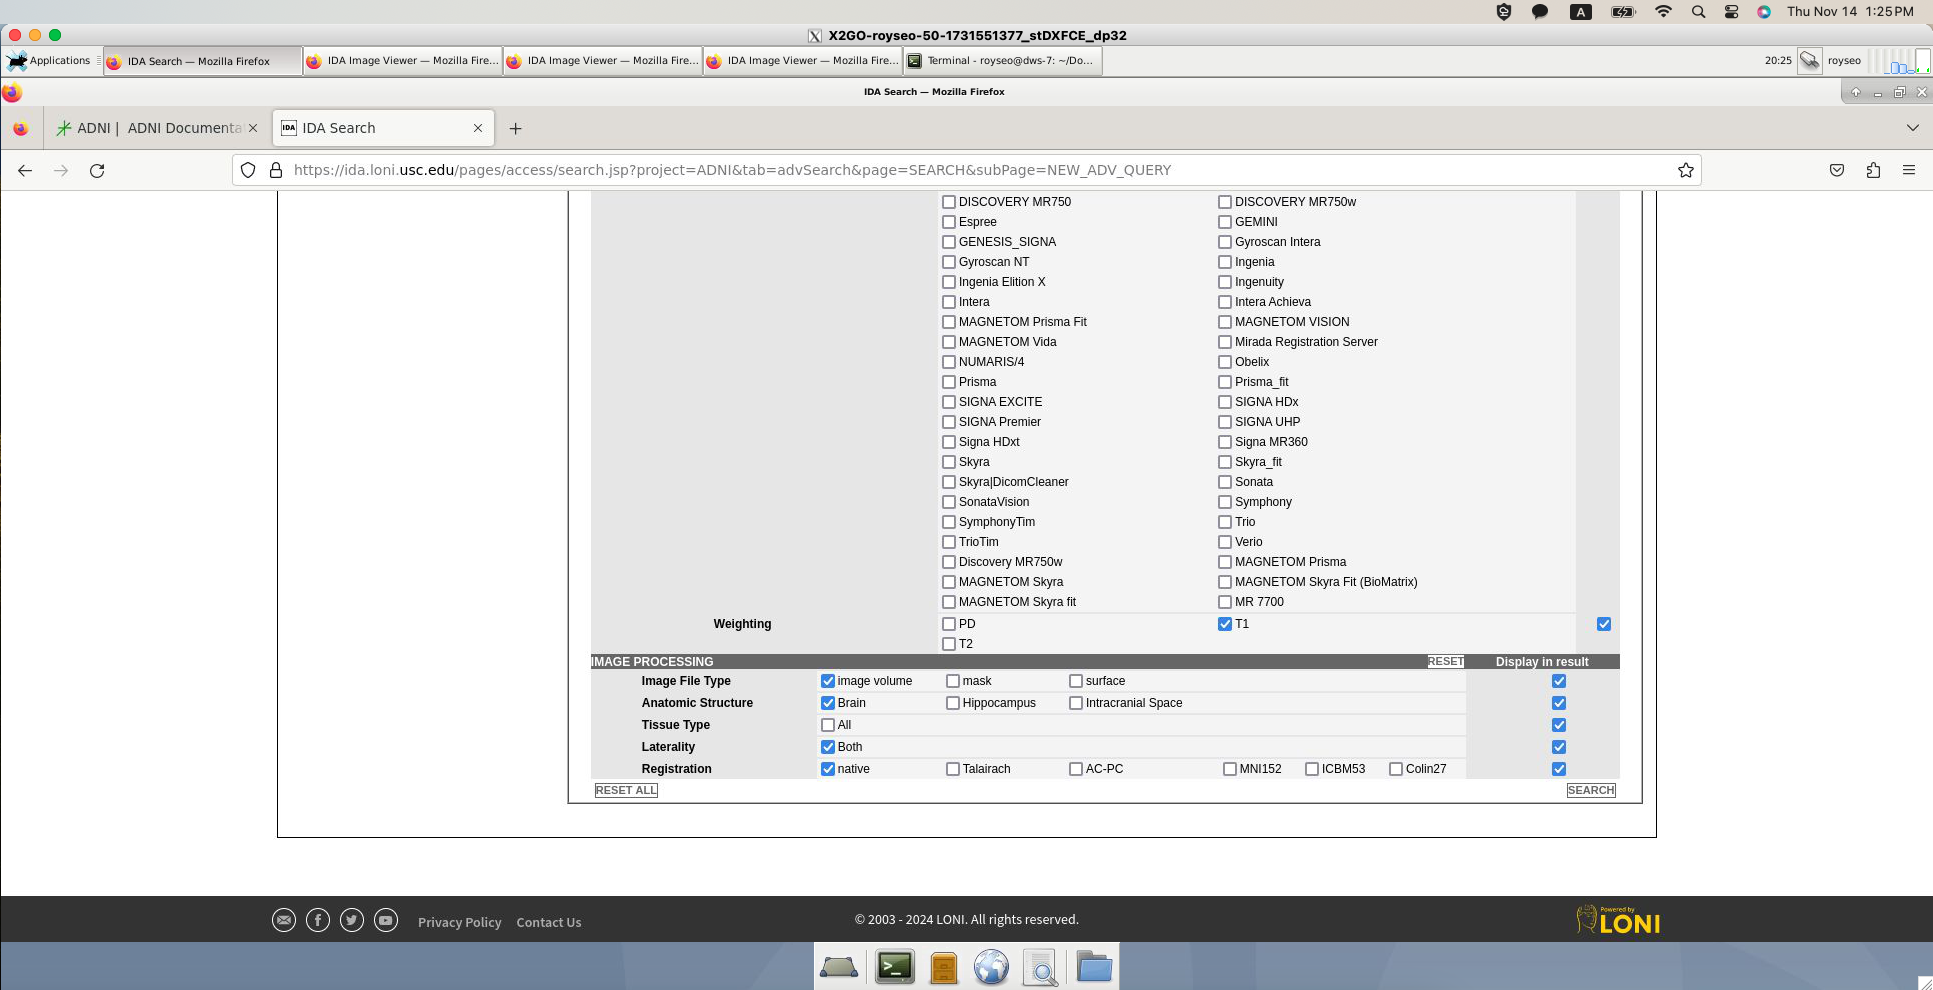 A Thu Nov 14 1:25 PM
X2GO-royseo-50-1731551377_stDXFCE_dp32
Applications IDA Search — Mozilla Firefox IDA Image Viewer — Mozilla Fire... IDA Image Viewer — Mozilla Fire... IDA Image Viewer — Mozilla Fire... Terminal - royseo@dws-7: ~/Do... 20:25 royseo
IDA Search — Mozilla Firefox
ADNI | ADNI Documenta IDA IDA Search
https://ida.loni.usc.edu/pages/access/search.jsp?project=ADNI&tab=advSearch&page=SEARCH&subPage=NEW_ADV_QUERY
DISCOVERY MR750 DISCOVERY MR750w
Espree GEMINI
GENESIS_SIGNA Gyroscan Intera
Gyroscan NT Ingenia
Ingenia Elition X Ingenuity
Intera Intera Achieva
MAGNETOM Prisma Fit MAGNETOM VISION
MAGNETOM Vida Mirada Registration Server
NUMARIS/4 Obelix
Prisma Prisma_fit
SIGNA EXCITE SIGNA HDx
SIGNA Premier SIGNA UHP
Signa HDxt Signa MR360
Skyra Skyra_fit
Skyra|DicomCleaner Sonata
SonataVision Symphony
SymphonyTim Trio
TrioTim Verio
Discovery MR750w MAGNETOM Prisma
MAGNETOM Skyra MAGNETOM Skyra Fit (BioMatrix)
MAGNETOM Skyra fit MR 7700
Weighting PD T1
T2
IMAGE PROCESSING RESET Display in result
Image File Type image volume mask surface
Anatomic Structure Brain Hippocampus Intracranial Space
Tissue Type All
Laterality Both
Registration native Talairach AC-PC MNI152 ICBM53 Colin27
RESET ALL SEARCH
Privacy Policy Contact Us © 2003 - 2024 LONI. All rights reserved. Powered by LONI